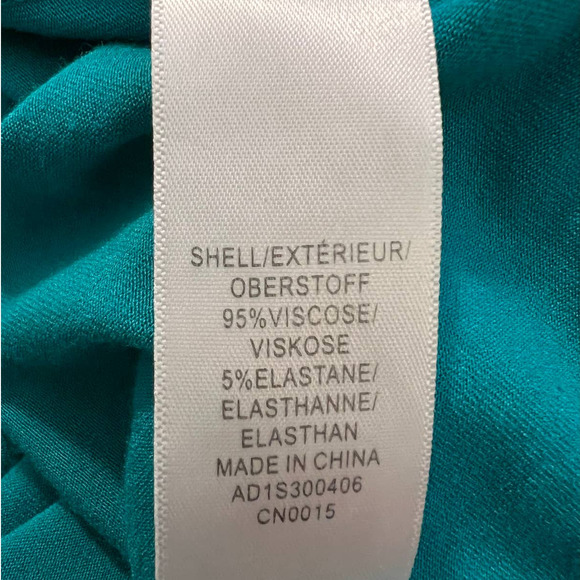 SHELL/EXTÉRIEUR/
OBERSTOFF
95%VISCOSE/
VISKOSE
5%ELASTANE/
ELASTHANNE/
ELASTHAN
MADE IN CHINA
AD1S300406
CN0015